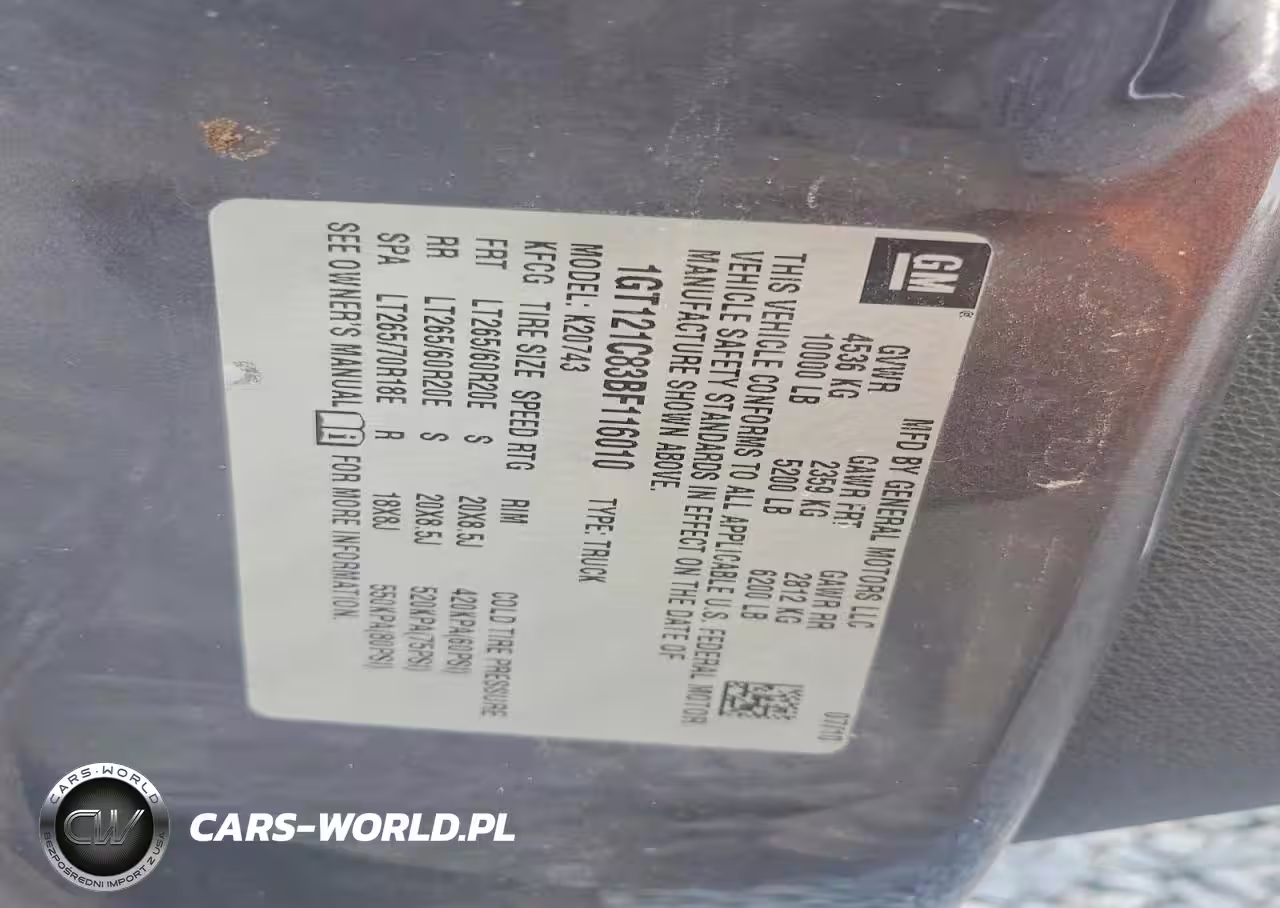 GM
MFD BY GENERAL MOTORS LLC 07/10
GVWR GAWR FRT. GAWR RR
4536 KG 2359 KG 2812 KG
10000 LB 5200 LB 6200 LB
THIS VEHICLE CONFORMS TO ALL APPLICABLE U.S. FEDERAL MOTOR
VEHICLE SAFETY STANDARDS IN EFFECT ON THE DATE OF
MANUFACTURE SHOWN ABOVE.
1GT121C83BF116010 TYPE: TRUCK
MODEL: K20743
KFCG TIRE SIZE SPEED RTG RIM COLD TIRE PRESSURE
FRT LT265/60R20E S 20X8.5J 420KPA(60PSI)
RR LT265/60R20E S 20X8.5J 520KPA(75PSI)
SPA LT265/70R18E R 18X8J 550KPA(80PSI)
SEE OWNER'S MANUAL FOR MORE INFORMATION.
CARS-WORLD
CW
BEZPOŚREDNI IMPORT Z USA
CARS-WORLD.PL